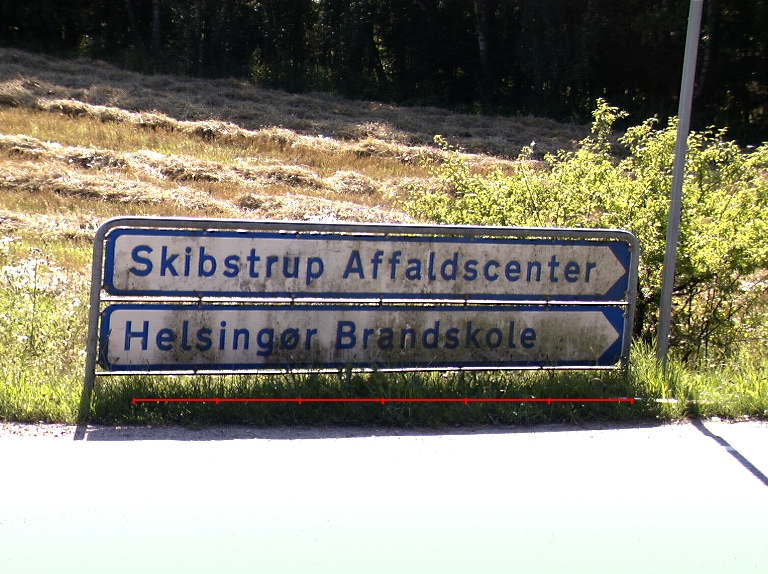 Skibstrup Affaldscenter
Helsingør Brandskole